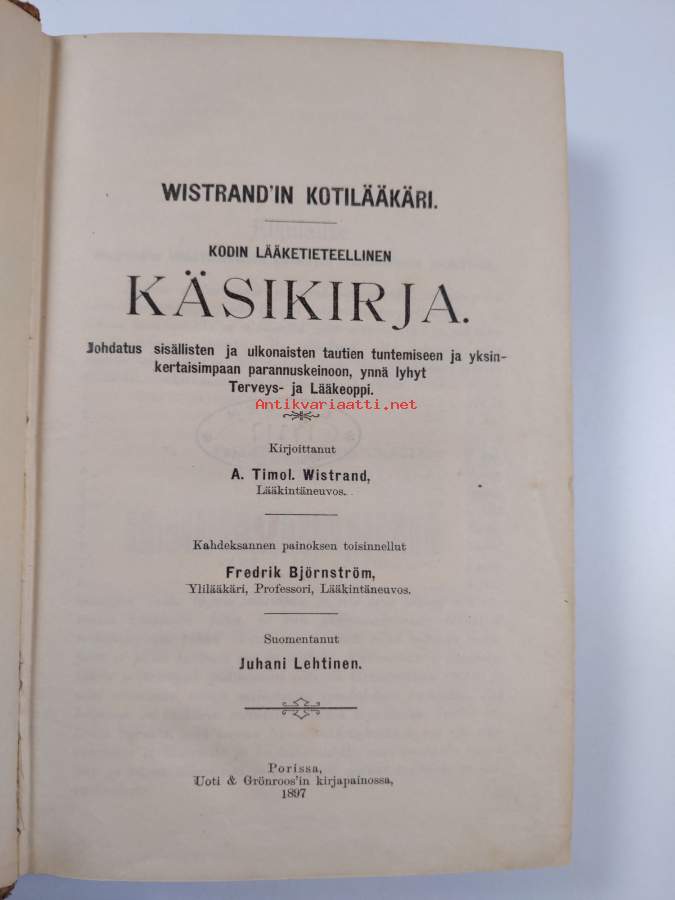 WISTRAND'IN KOTILÄÄKÄRI.
KODIN LÄÄKETIETEELLINEN
KÄSIKIRJA.
Johdatus sisällisten ja ulkonaisten tautien tuntemiseen ja yksin-
kertaisimpaan parannuskeinoon, ynnä lyhyt
Terveys- ja Lääkeoppi.
Antikvariaatti.net
Kirjoittanut
A. Timol. Wistrand,
Lääkintäneuvos.
Kahdeksannen painoksen toisinnellut
Fredrik Björnström,
Ylilääkäri, Professori, Lääkintäneuvos.
Suomentanut
Juhani Lehtinen.
Porissa,
Uoti & Grönroos'in kirjapainossa,
1897